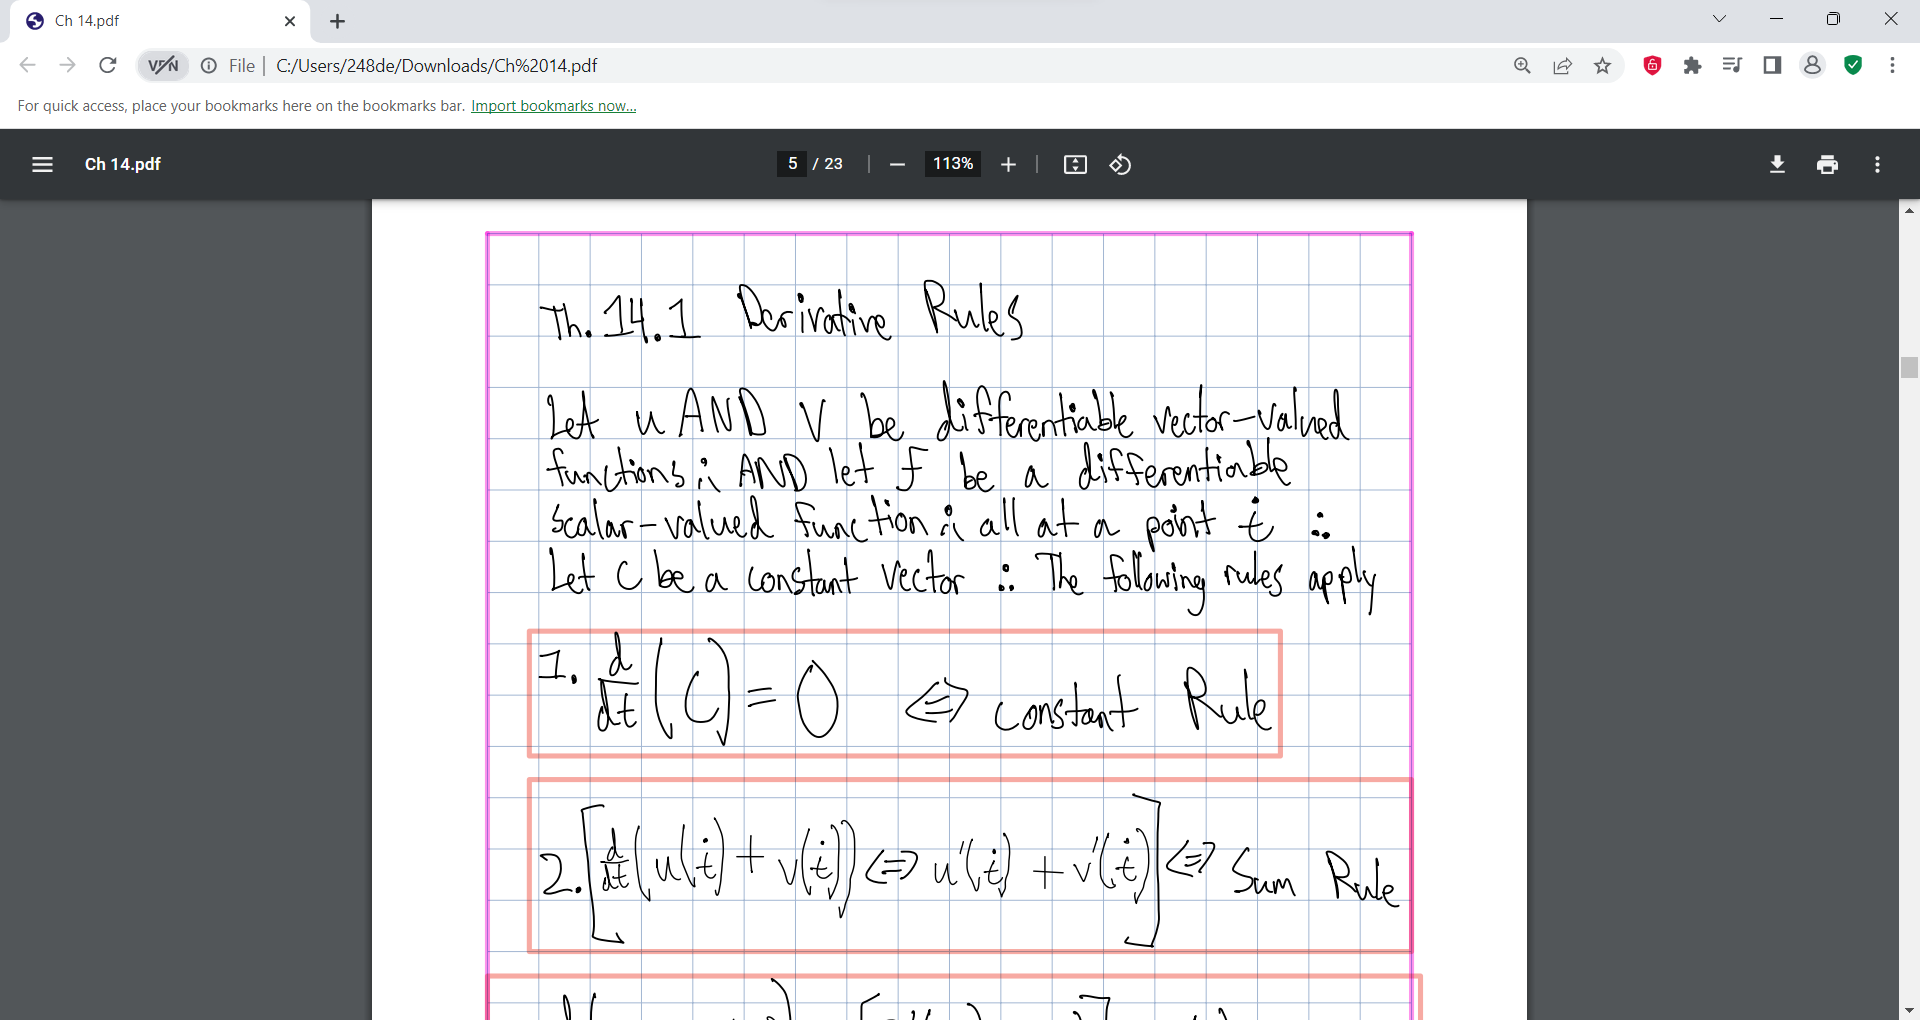 Ch 14.pdf
VPN File C:/Users/248de/Downloads/Ch%2014.pdf
For quick access, place your bookmarks here on the bookmarks bar. Import bookmarks now...
Ch 14.pdf 5 / 23 113%
Th. 14.1 Derivative Rules
Let u AND V be differentiable vector-valued
functions ;, AND let f be a differentiable
scalar-valued function ;, all at a point t ∴
Let C be a constant vector ∴ The following rules apply
1. d/dt (C) = 0 <=> constant Rule
2. [d/dt (u(t) + v(t)) <=> u'(t) + v'(t)] <=> Sum Rule